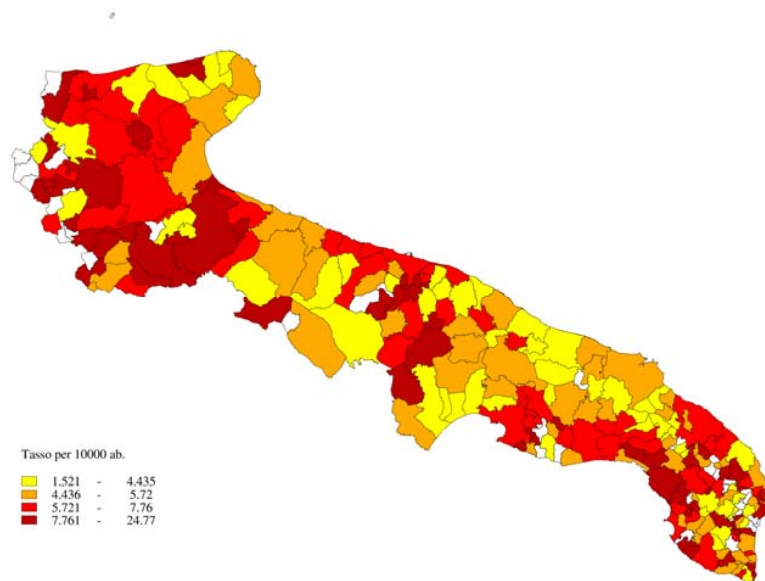 Tasso per 10000 ab.
1.521 - 4.435
4.436 - 5.72
5.721 - 7.76
7.761 - 24.77